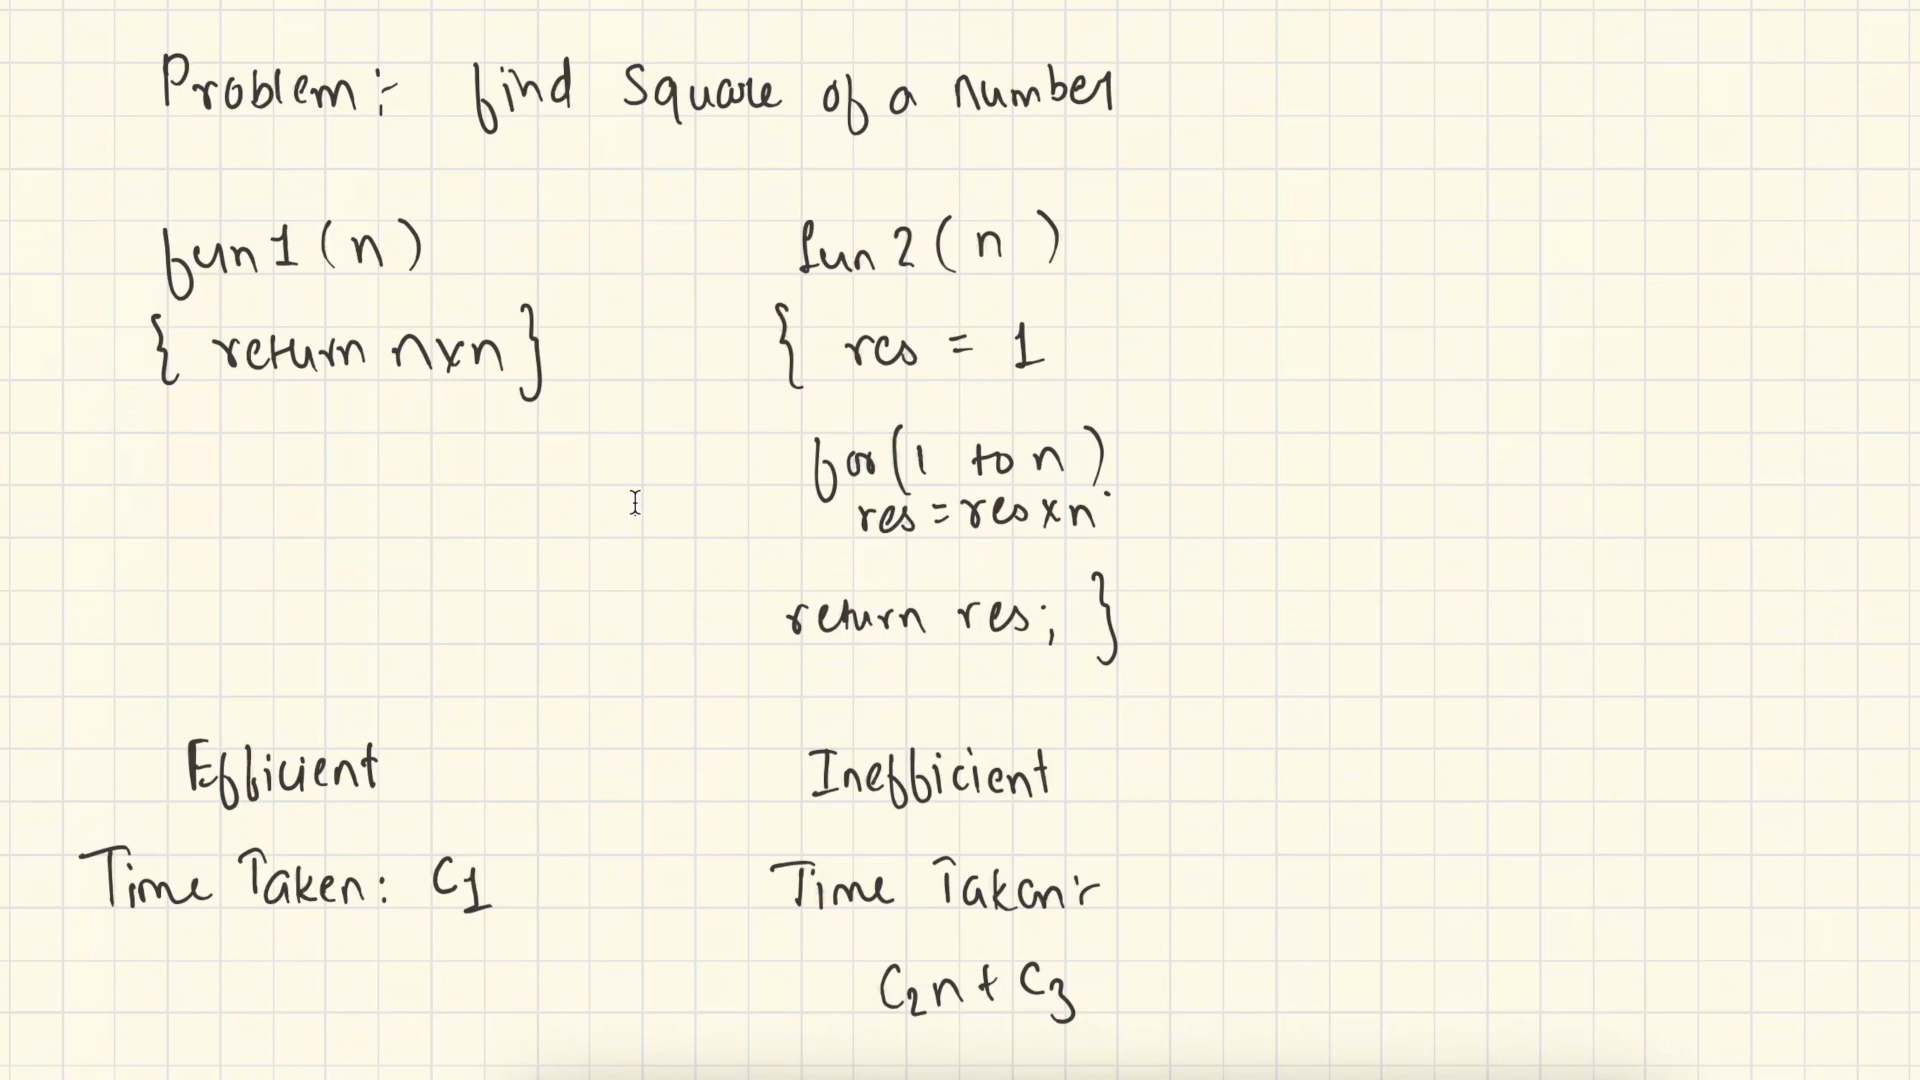 Problem :- find square of a number
fun1 (n)
{ return n×n }
fun2 ( n )
{ res = 1
for (1 to n)
res = res × n
return res; }
Efficient
Time Taken: C1
Inefficient
Time Taken:-
C2n + C3